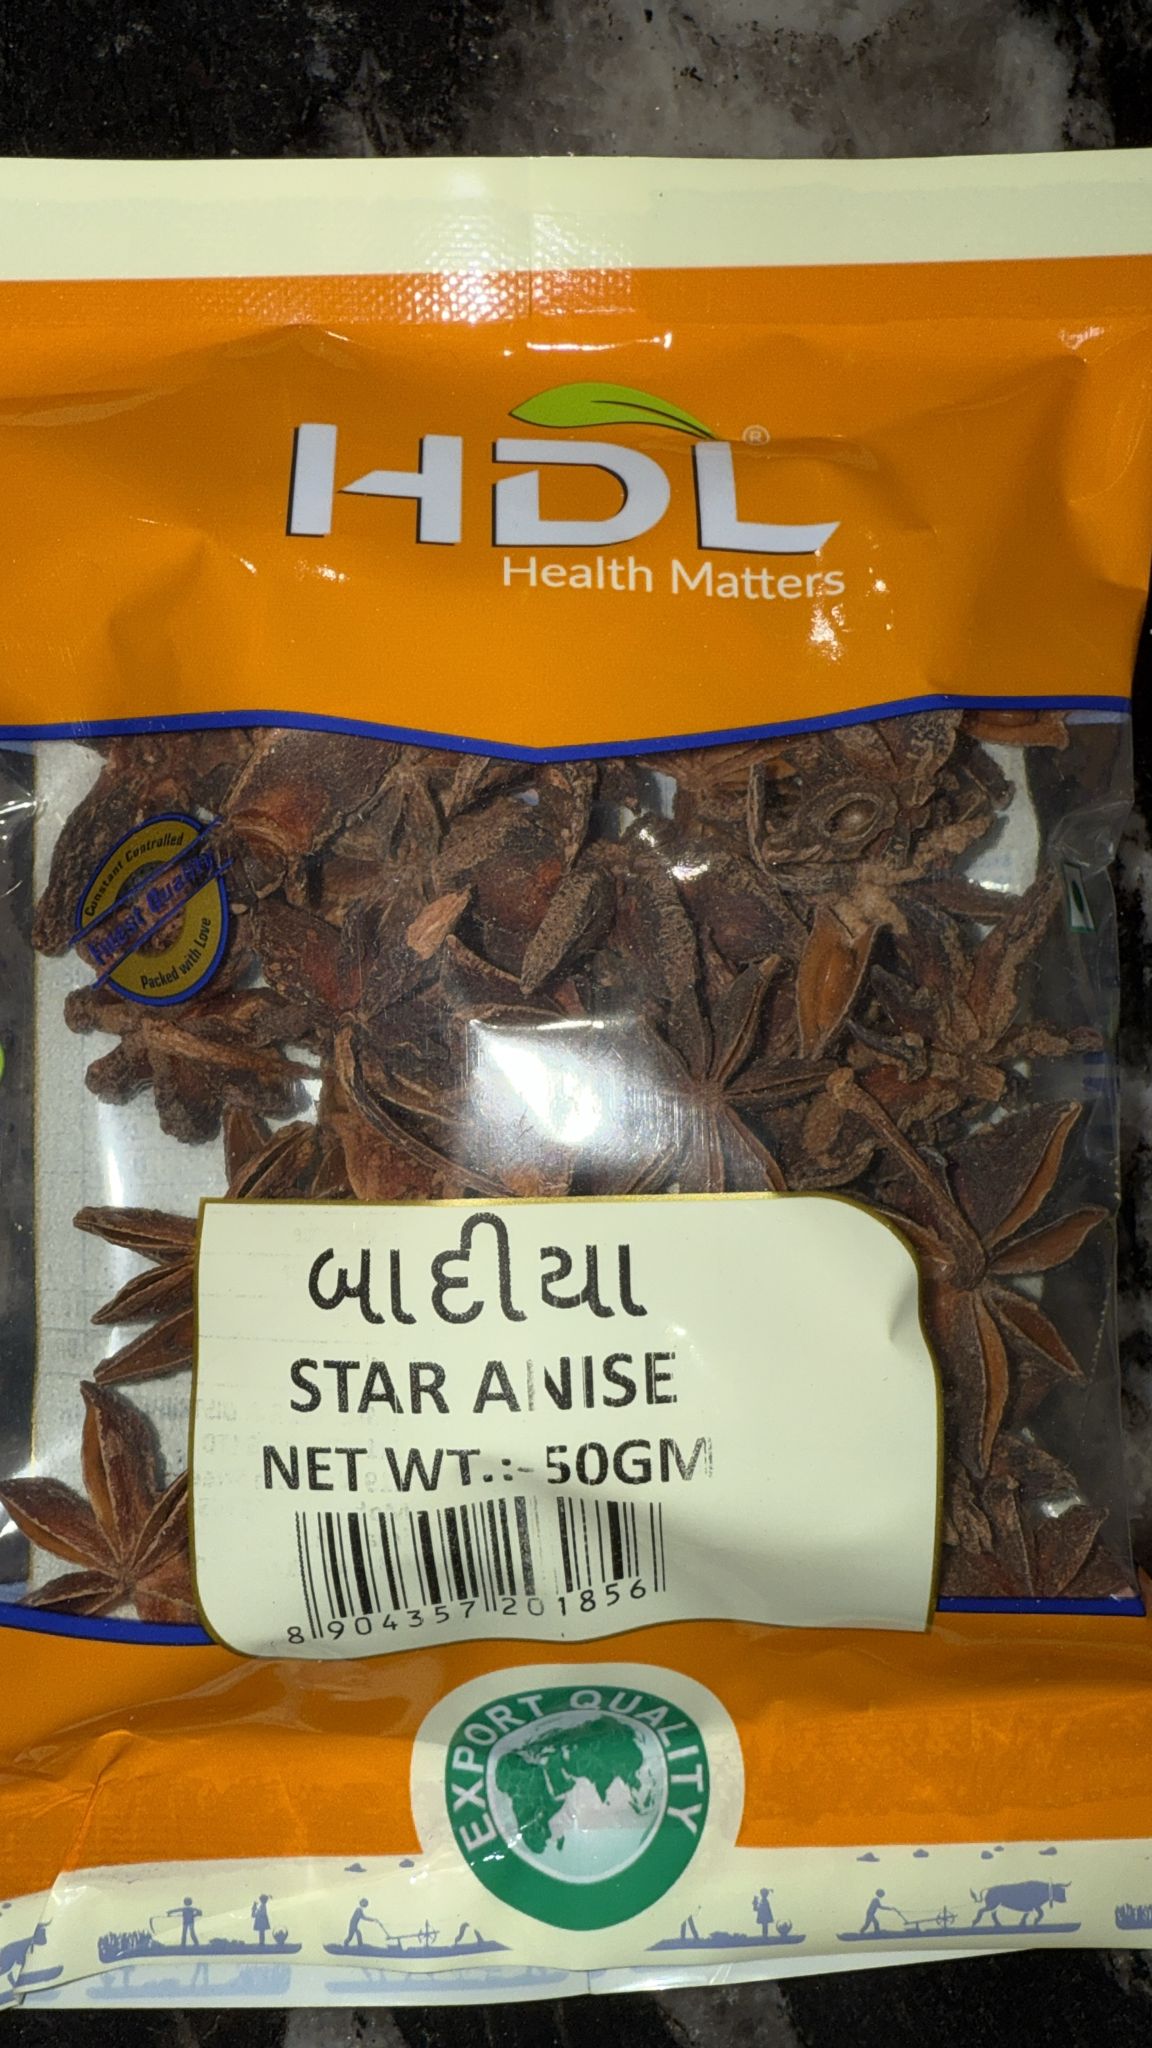 HDL®
Health Matters
Constant Controlled
Finest Quality
Packed with Love
બાદીયા
STAR ANISE
NET WT.:- 50GM
8904357201856
EXPORT QUALITY